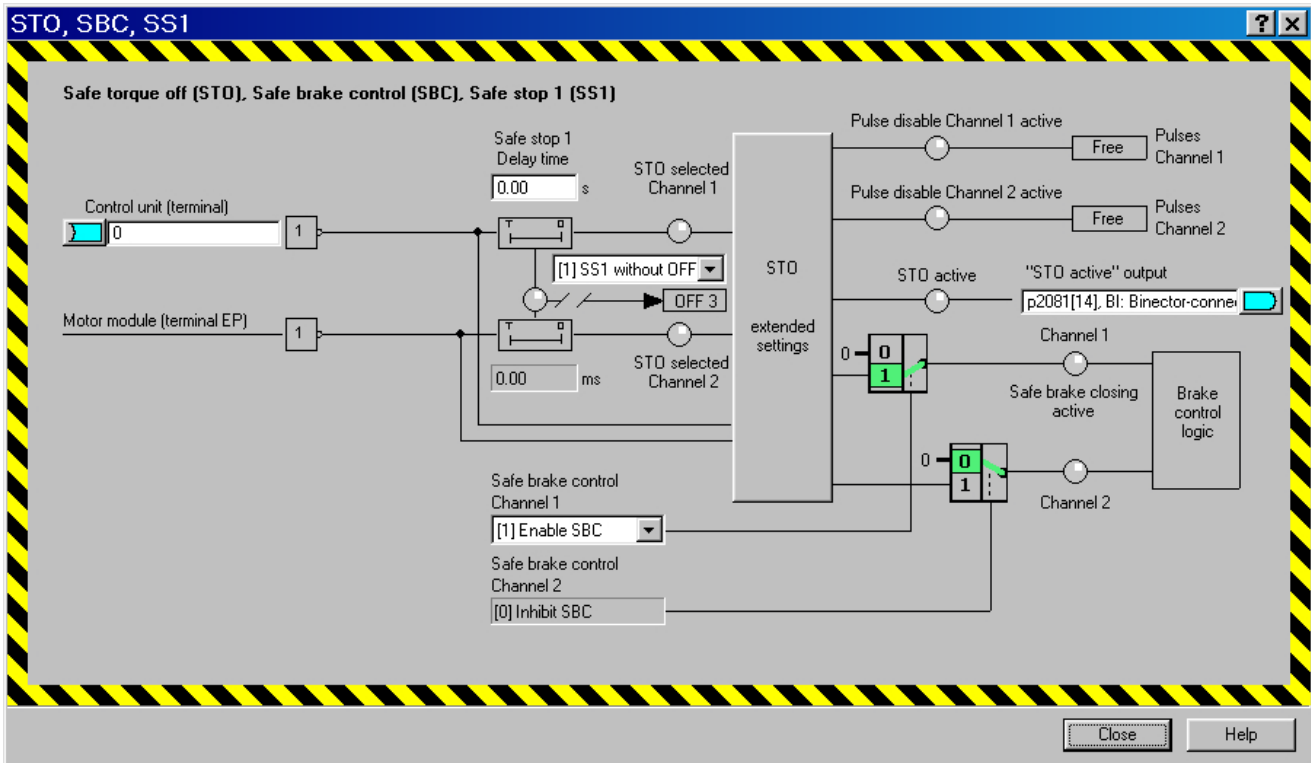 STO, SBC, SS1
Safe torque off (STO), Safe brake control (SBC), Safe stop 1 (SS1)
Safe stop 1
Delay time
0.00 s
STO selected
Channel 1
Pulse disable Channel 1 active
Free
Pulses
Channel 1
Pulse disable Channel 2 active
Free
Pulses
Channel 2
Control unit (terminal)
0
1
T 0
[1] SS1 without OFF
OFF 3
STO
extended
settings
STO active
"STO active" output
p2081[14], BI: Binector-conne
Motor module (terminal EP)
1
T 0
0.00 ms
STO selected
Channel 2
0
0
1
Channel 1
Safe brake closing
active
Brake
control
logic
0
0
1
Channel 2
Safe brake control
Channel 1
[1] Enable SBC
Safe brake control
Channel 2
[0] Inhibit SBC
Close
Help